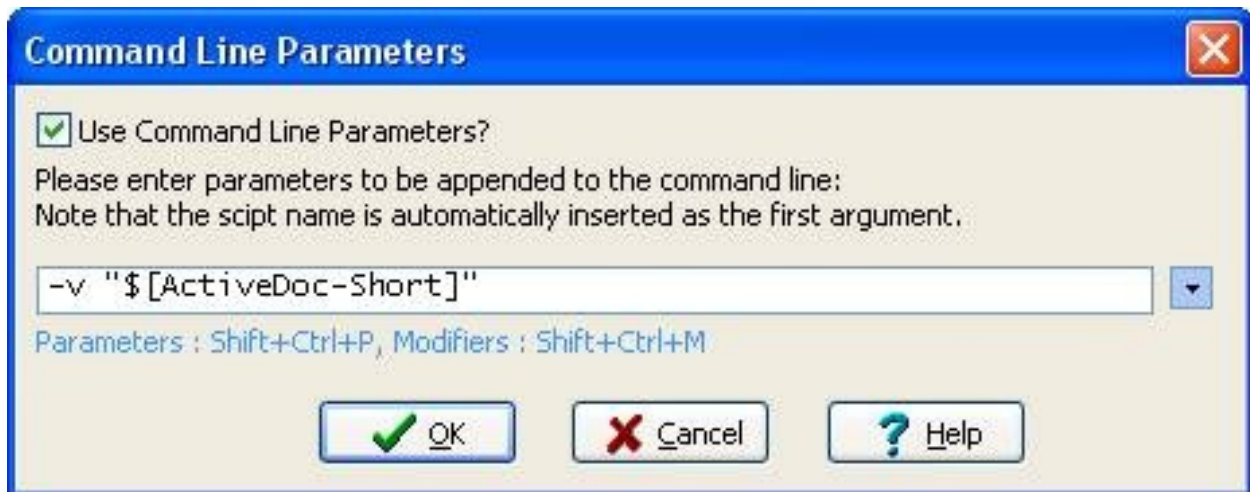 Command Line Parameters
Use Command Line Parameters?
Please enter parameters to be appended to the command line:
Note that the scipt name is automatically inserted as the first argument.
-v "$[ActiveDoc-Short]"
Parameters : Shift+Ctrl+P, Modifiers : Shift+Ctrl+M
OK Cancel Help